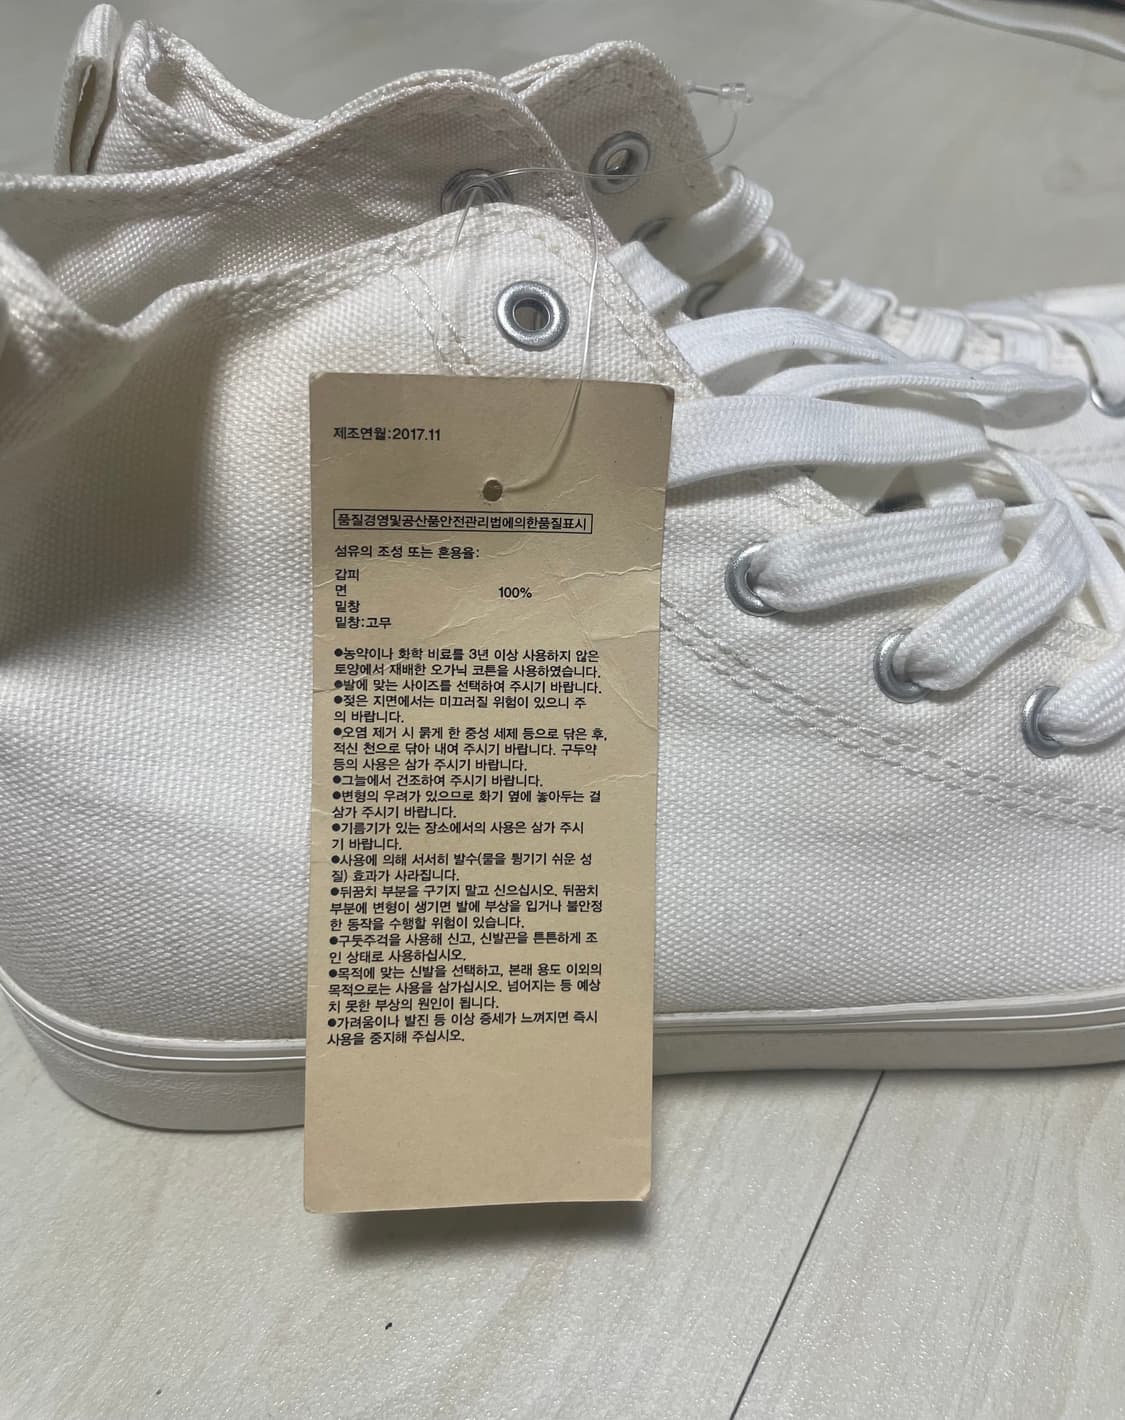 제조연월:2017.11
품질경영및공산품안전관리법에의한품질표시
섬유의 조성 또는 혼용율:
갑피
면 100%
밑창
밑창:고무
●농약이나 화학 비료를 3년 이상 사용하지 않은
토양에서 재배한 오가닉 코튼을 사용하였습니다.
●발에 맞는 사이즈를 선택하여 주시기 바랍니다.
●젖은 지면에서는 미끄러질 위험이 있으니 주
의 바랍니다.
●오염 제거 시 묽게 한 중성 세제 등으로 닦은 후,
적신 천으로 닦아 내여 주시기 바랍니다. 구두약
등의 사용은 삼가 주시기 바랍니다.
●그늘에서 건조하여 주시기 바랍니다.
●변형의 우려가 있으므로 화기 옆에 놓아두는 걸
삼가 주시기 바랍니다.
●기름기가 있는 장소에서의 사용은 삼가 주시
기 바랍니다.
●사용에 의해 서서히 발수(물을 튕기기 쉬운 성
질) 효과가 사라집니다.
●뒤꿈치 부분을 구기지 말고 신으십시오. 뒤꿈치
부분에 변형이 생기면 발에 부상을 입거나 불안정
한 동작을 수행할 위험이 있습니다.
●구둣주걱을 사용해 신고, 신발끈을 튼튼하게 조
인 상태로 사용하십시오.
●목적에 맞는 신발을 선택하고, 본래 용도 이외의
목적으로는 사용을 삼가십시오. 넘어지는 등 예상
치 못한 부상의 원인이 됩니다.
●가려움이나 발진 등 이상 증세가 느껴지면 즉시
사용을 중지해 주십시오.